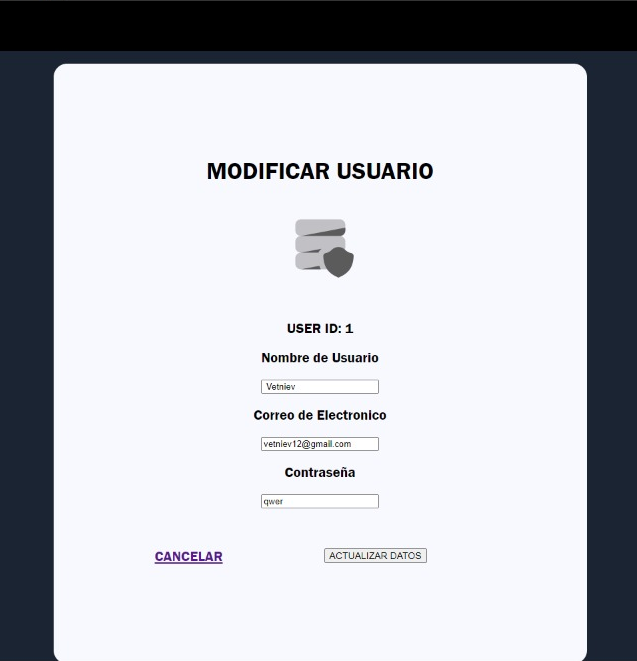 MODIFICAR USUARIO
USER ID: 1
Nombre de Usuario
Vetniev
Correo de Electronico
vetniev12@gmail.com
Contraseña
qwer
CANCELAR ACTUALIZAR DATOS